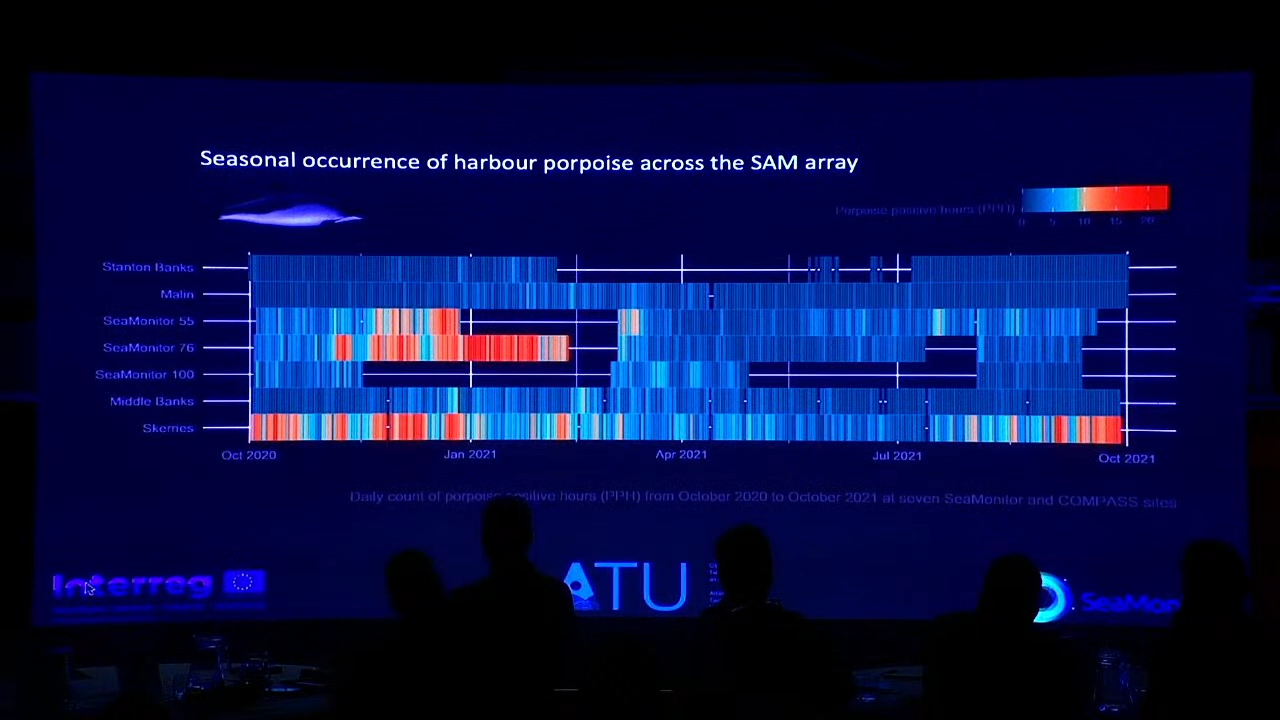 Seasonal occurrence of harbour porpoise across the SAM array
Porpoise positive hours (PPH)
0 5 10 15 20
Stanton Banks
Malin
SeaMonitor 55
SeaMonitor 76
SeaMonitor 100
Middle Banks
Skerries
Oct 2020 Jan 2021 Apr 2021 Jul 2021 Oct 2021
Daily count of porpoise positive hours (PPH) from October 2020 to October 2021 at seven SeaMonitor and COMPASS sites
Interreg
ATU
SeaMon